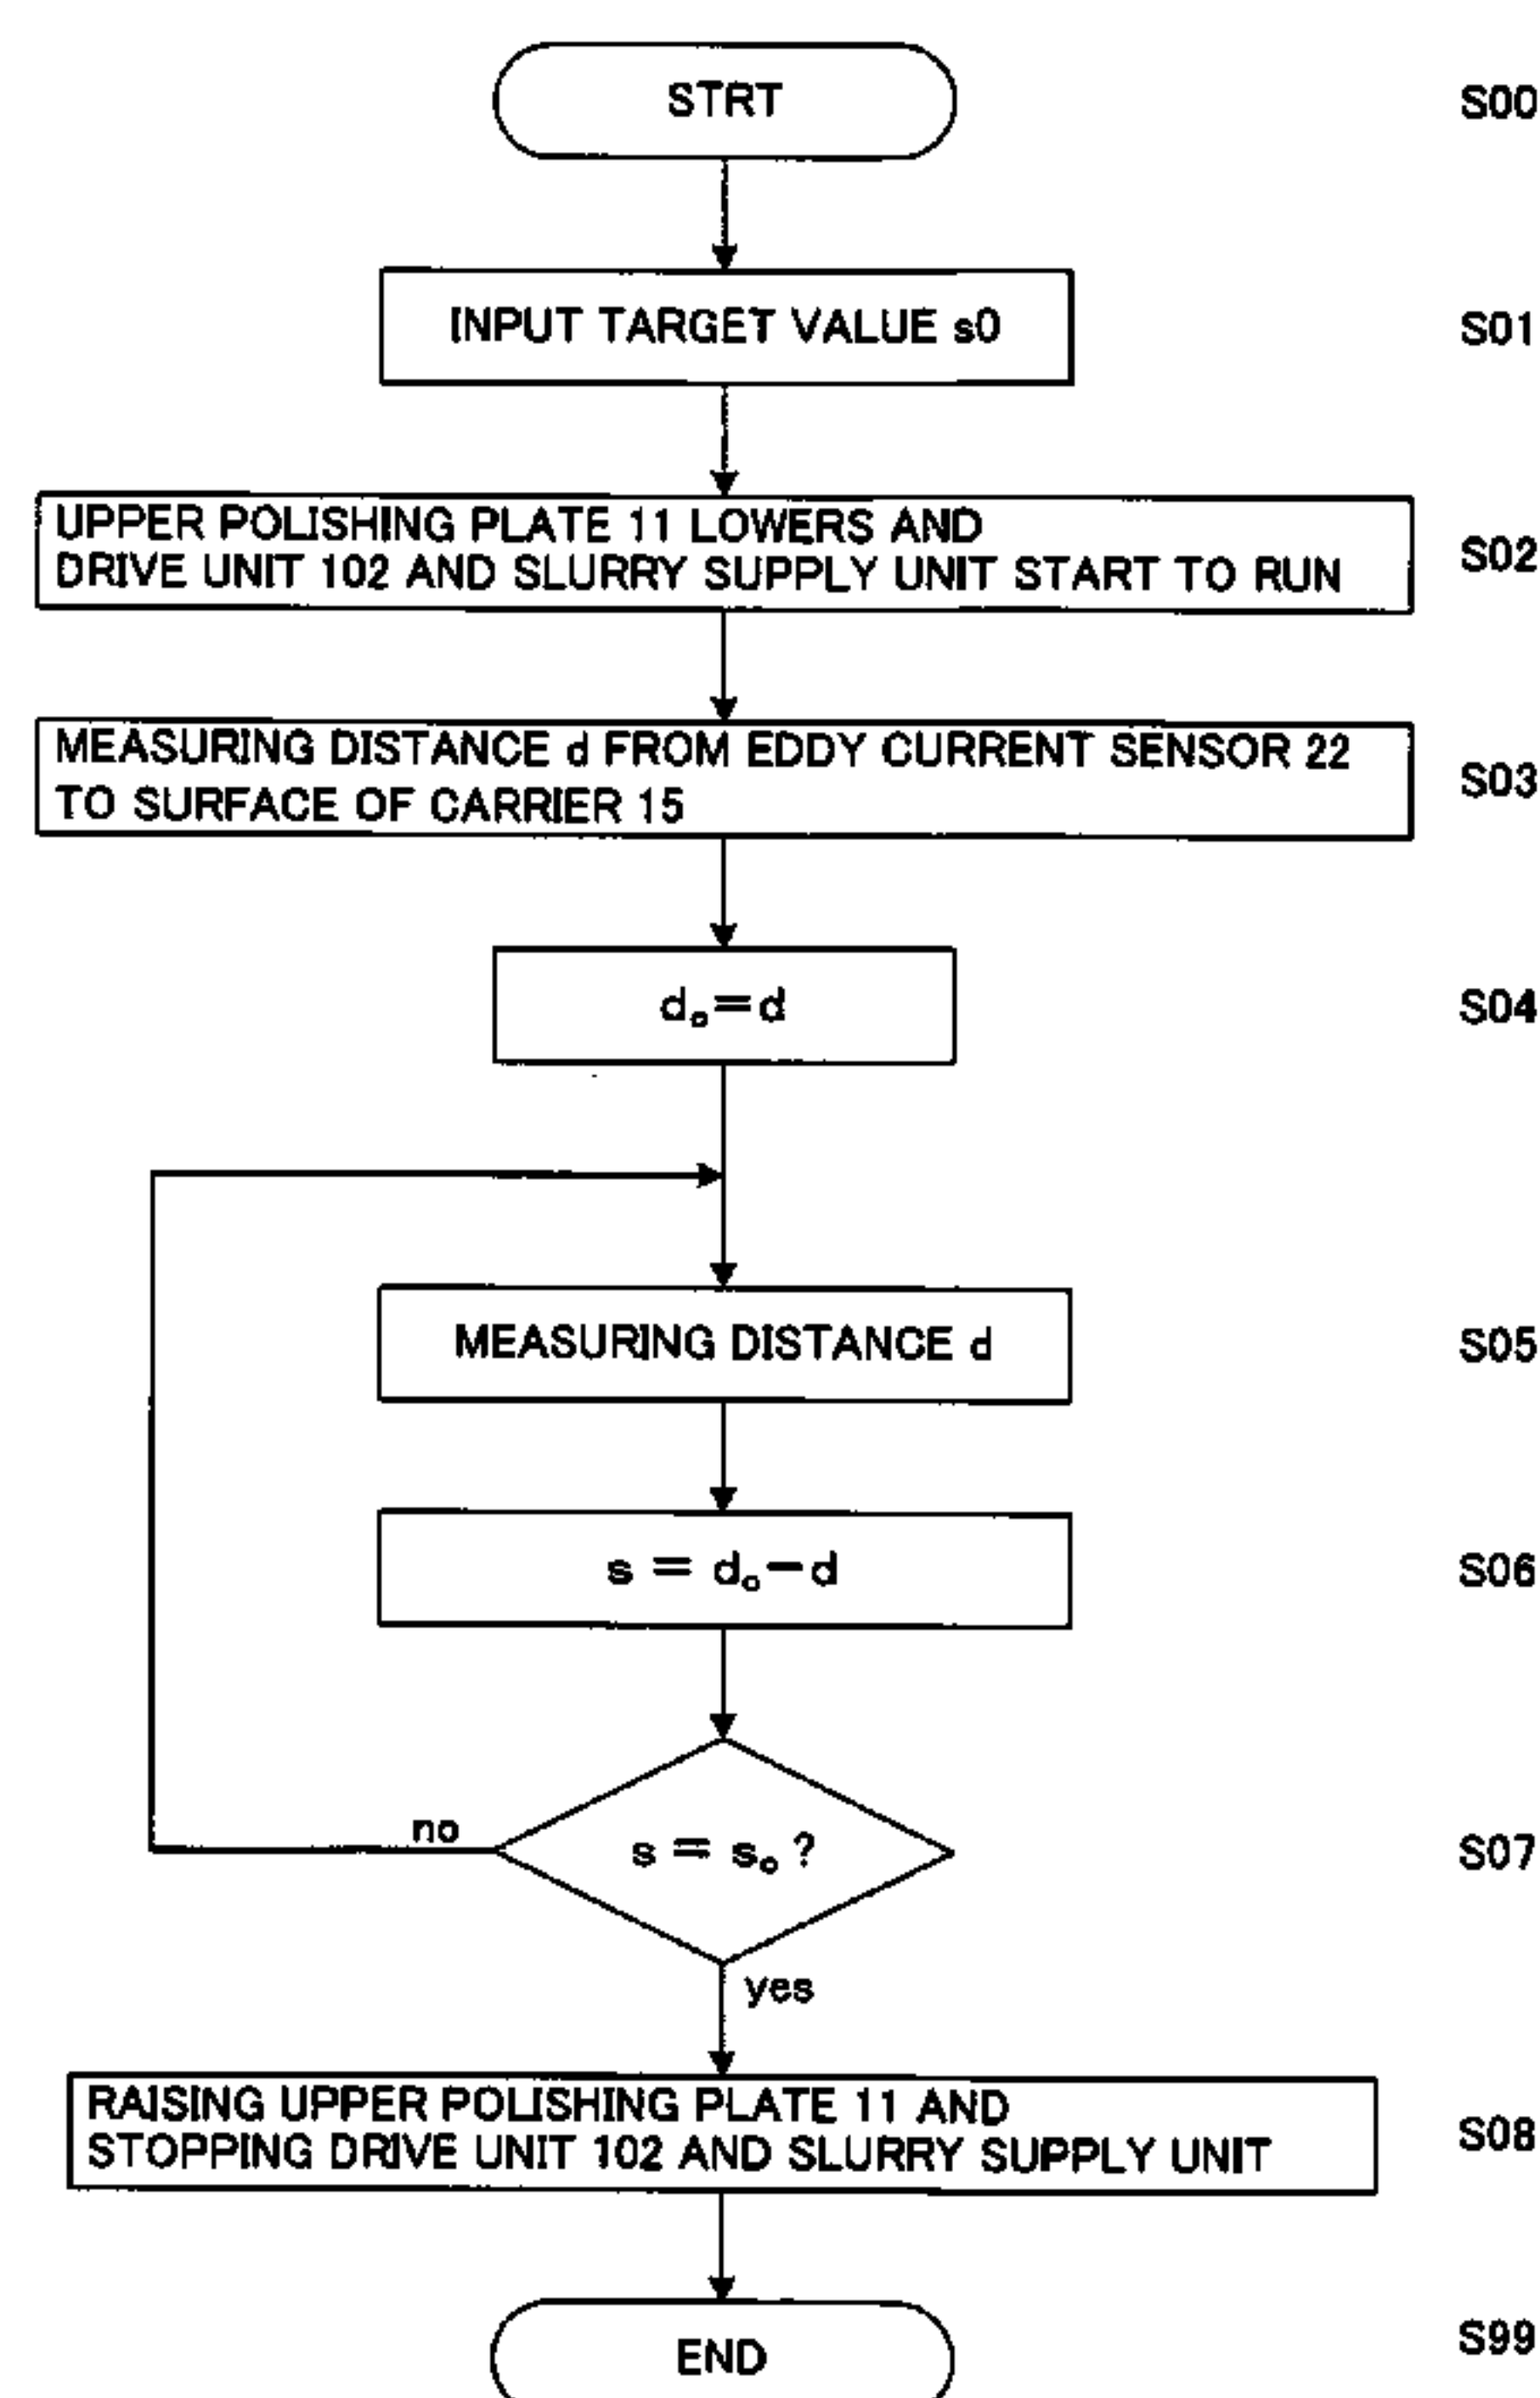 STRT
S00
INPUT TARGET VALUE s0
S01
UPPER POLISHING PLATE 11 LOWERS AND
DRIVE UNIT 102 AND SLURRY SUPPLY UNIT START TO RUN
S02
MEASURING DISTANCE d FROM EDDY CURRENT SENSOR 22
TO SURFACE OF CARRIER 15
S03
d₀=d
S04
MEASURING DISTANCE d
S05
s = d₀-d
S06
no
s = s₀ ?
S07
yes
RAISING UPPER POLISHING PLATE 11 AND
STOPPING DRIVE UNIT 102 AND SLURRY SUPPLY UNIT
S08
END
S99